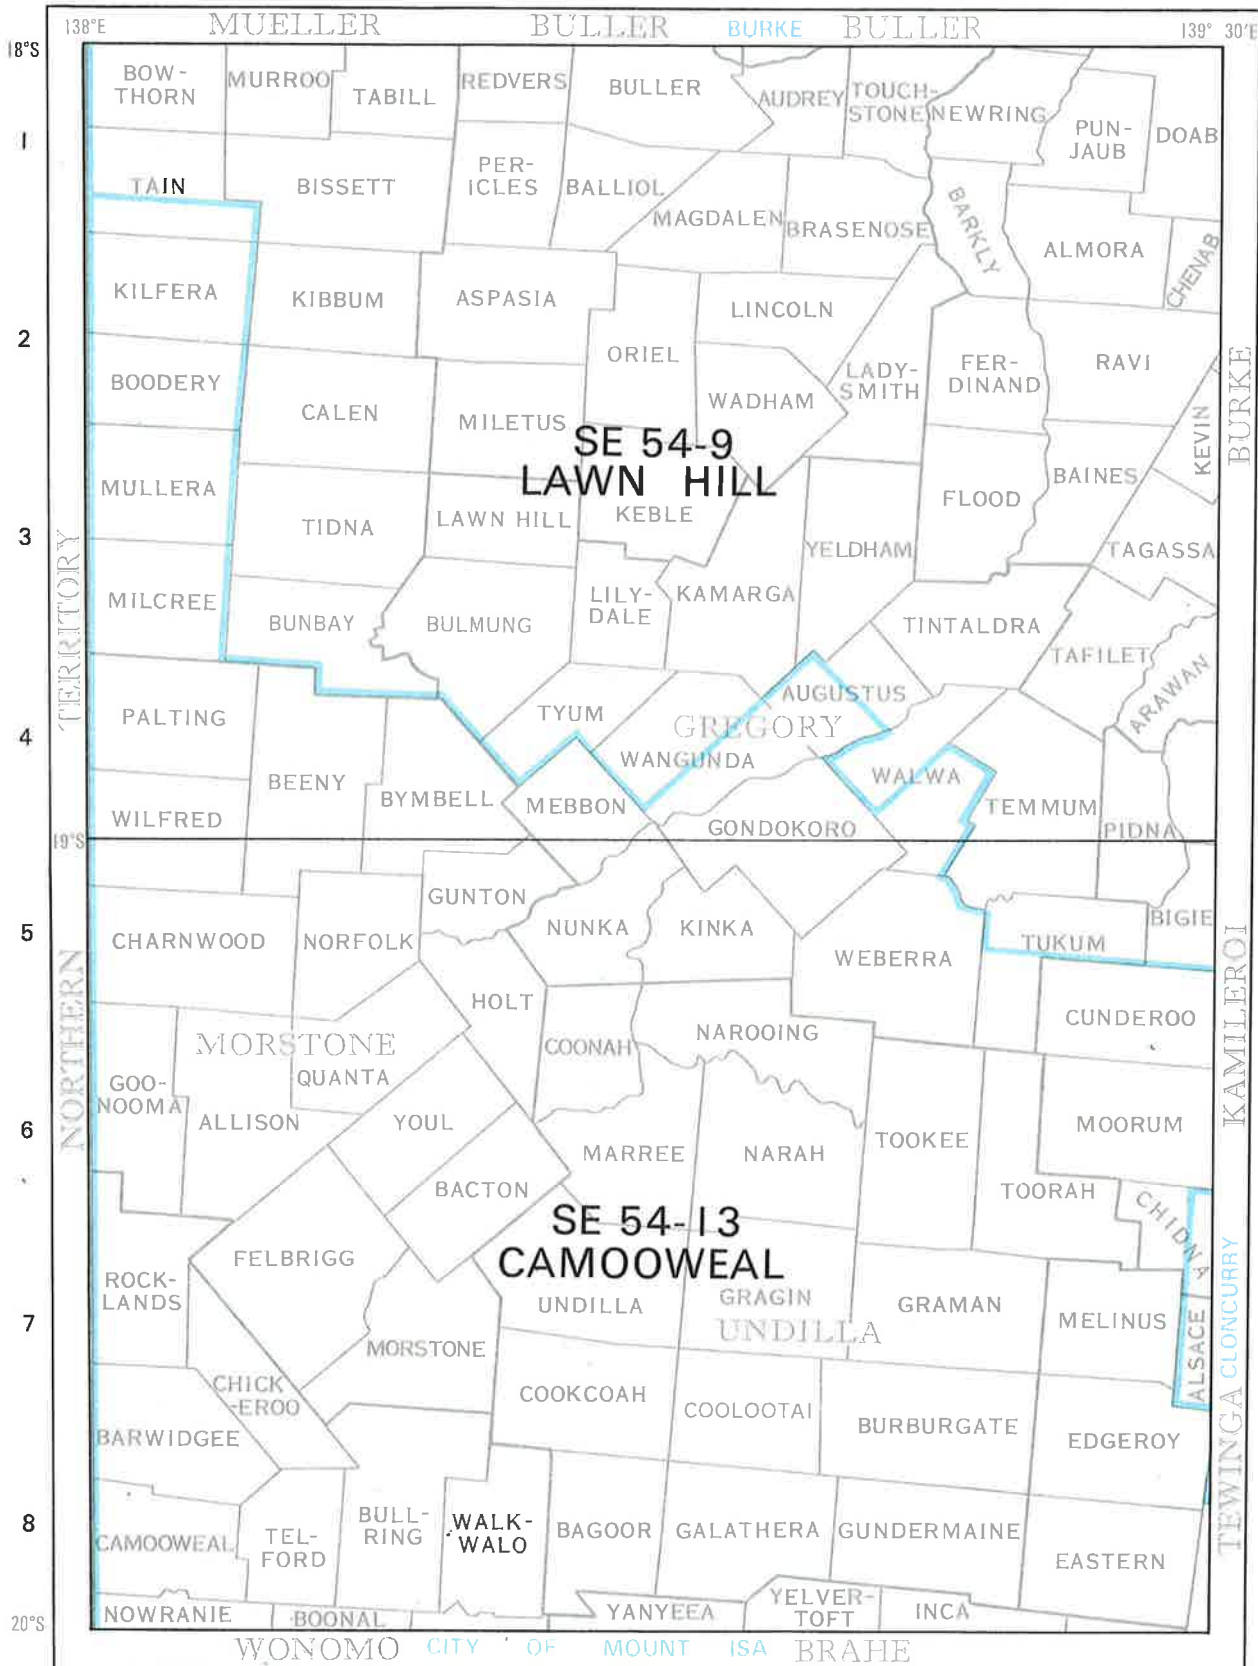 138°E MUELLER BULLER BURKE BULLER 139° 30'E
18°S
BOW-
THORN
MURROO
TABILL
REDVERS
BULLER
AUDREY
TOUCH-
STONE
NEWRING
PUN-
JAUB
DOAB
1
TAIN
BISSETT
PER-
ICLES
BALLIOL
MAGDALEN
BRASENOSE
BARKLY
ALMORA
CHENAB
KILFERA
KIBBUM
ASPASIA
LINCOLN
2
ORIEL
BOODERY
CALEN
MILETUS
WADHAM
LADY-
SMITH
FER-
DINAND
RAVI
KEVIN
BURKE
SE 54-9
LAWN HILL
MULLERA
TIDNA
LAWN HILL
KEBLE
FLOOD
BAINES
3
YELDHAM
TAGASSA
TERRITORY
MILCREE
BUNBAY
BULMUNG
LILY-
DALE
KAMARGA
TINTALDRA
TAFILET
ARAWAN
AUGUSTUS
PALTING
TYUM
GREGORY
4
WANGUNDA
WALWA
BEENY
BYMBELL
MEBBON
TEMMUM
WILFRED
GONDOKORO
PIDNA
19°S
GUNTON
NUNKA
KINKA
BIGIE
5
CHARNWOOD
NORFOLK
WEBERRA
TUKUM
NORTHERN
HOLT
NAROOING
CUNDEROO
KAMILEROI
MORSTONE
COONAH
QUANTA
GOO-
NOOMA
ALLISON
YOUL
6
MARREE
NARAH
TOOKEE
MOORUM
BACTON
TOORAH
CHIDNA
SE 54-13
CAMOOWEAL
FELBRIGG
ROCK-
LANDS
UNDILLA
GRAGIN
GRAMAN
MELINUS
7
UNDILLA
MORSTONE
ALSACE
CLONCURRY
CHICK
-EROO
COOKCOAH
COOLOOTAI
BURBURGATE
EDGEROY
BARWIDGEE
TEWINGA
8
CAMOOWEAL
TEL-
FORD
BULL-
RING
WALK-
WALO
BAGOOR
GALATHERA
GUNDERMAINE
EASTERN
20°S
NOWRANIE
BOONAL
YANYEEA
YELVER-
TOFT
INCA
WONOMO CITY OF MOUNT ISA BRAHE